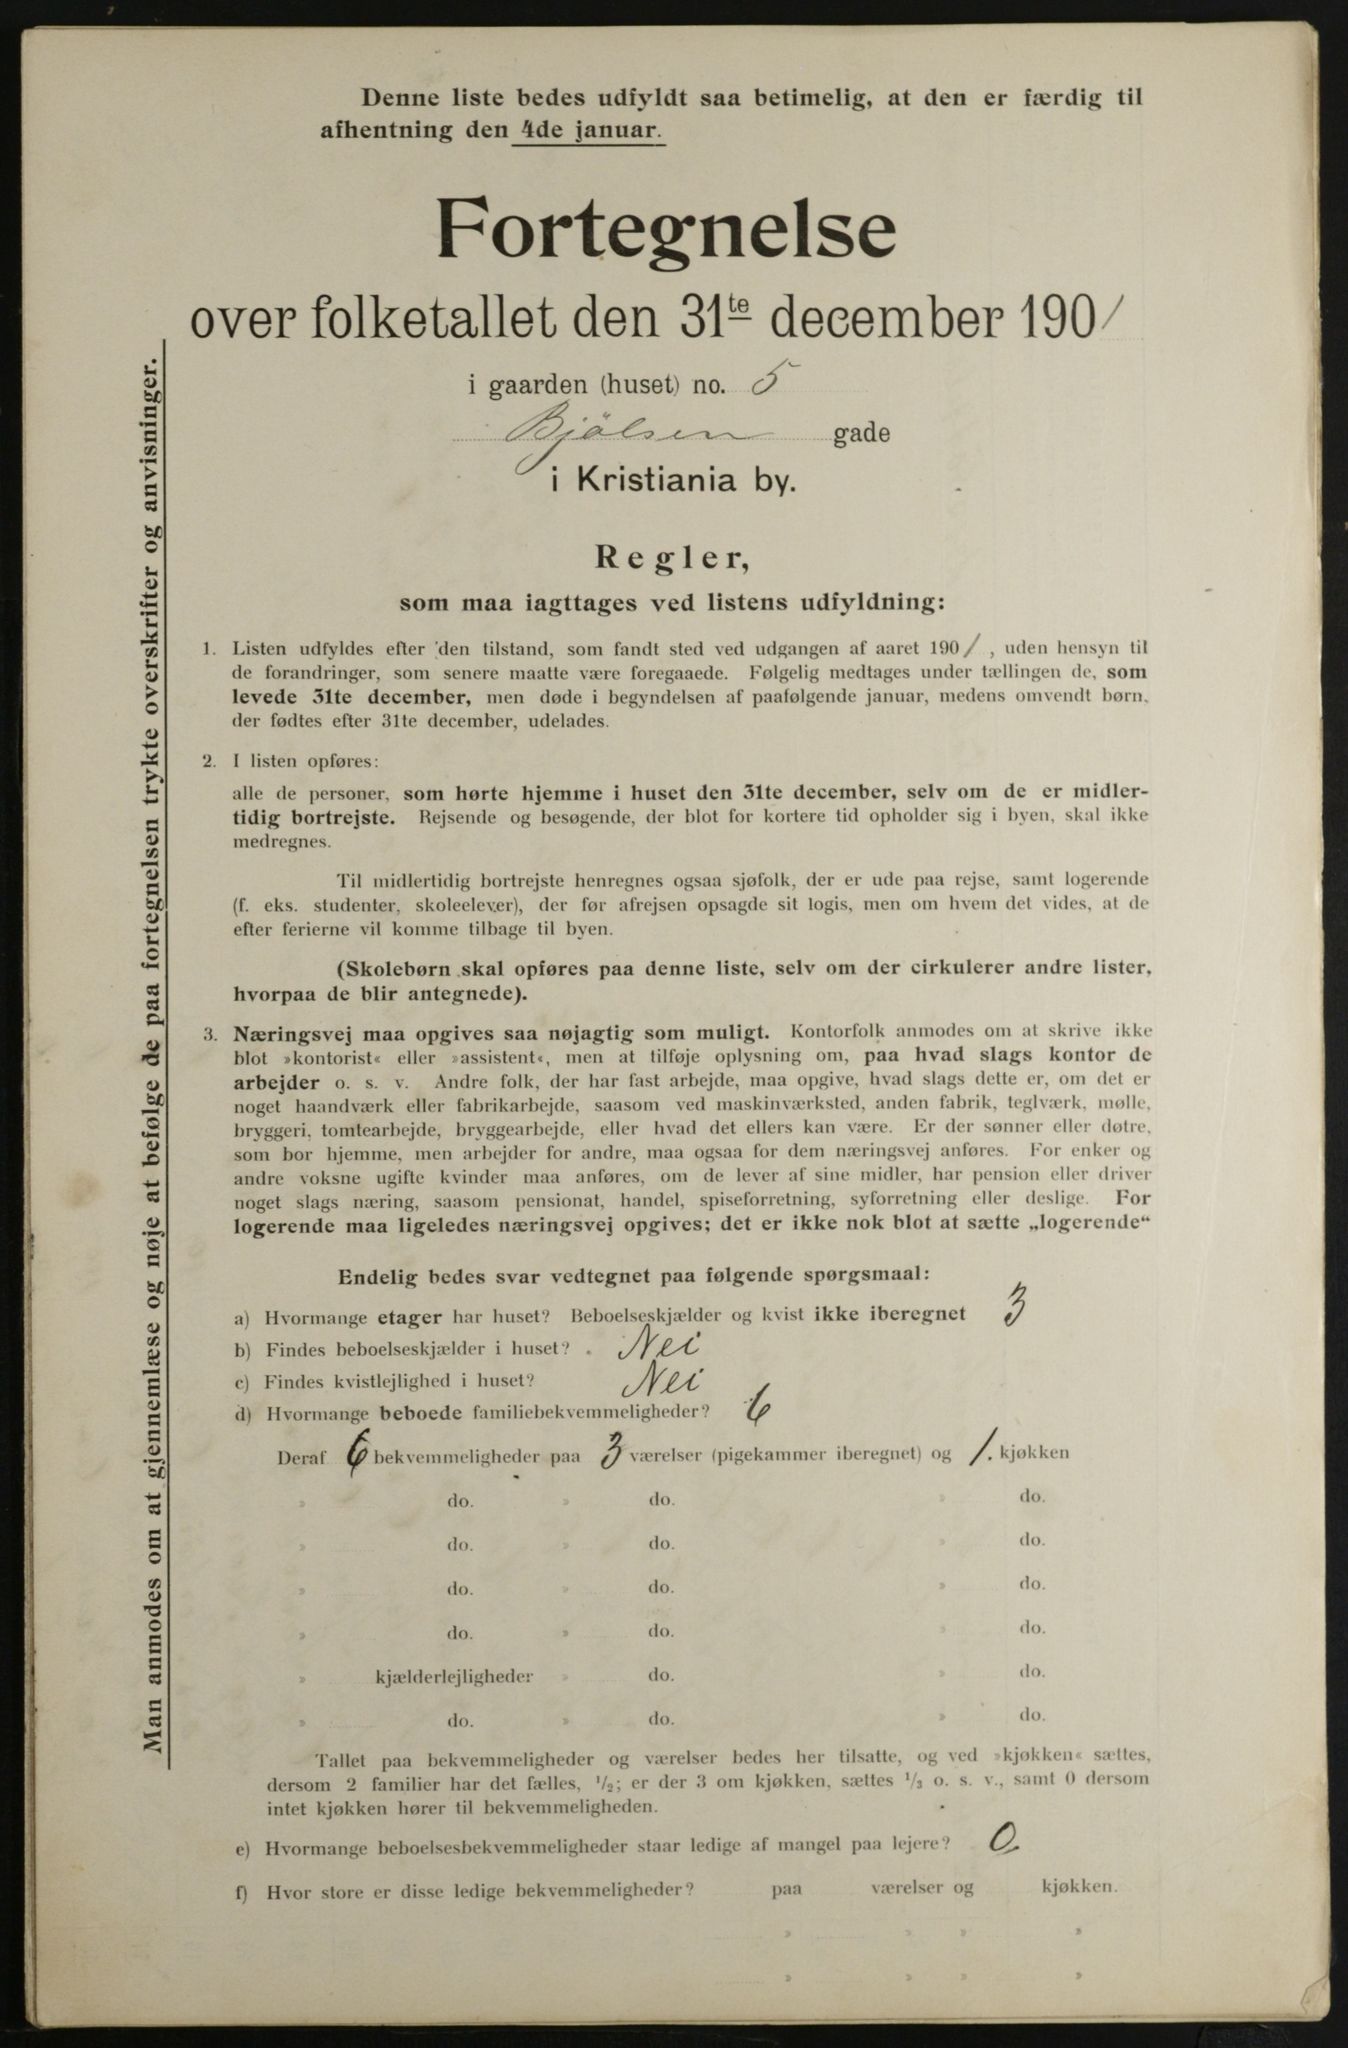 Denne liste bedes udfyldt saa betimelig, at den er færdig til
afhentning den 4de januar.
Fortegnelse
over folketallet den 31te december 1901
i gaarden (huset) no. 5
Bjölsen gade
i Kristiania by.
Regler,
som maa iagttages ved listens udfyldning:
1. Listen udfyldes efter den tilstand, som fandt sted ved udgangen af aaret 1901, uden hensyn til
de forandringer, som senere maatte være foregaaede. Følgelig medtages under tællingen de, som
levede 31te december, men døde i begyndelsen af paafølgende januar, medens omvendt børn,
der fødtes efter 31te december, udelades.
2. I listen opføres:
alle de personer, som hørte hjemme i huset den 31te december, selv om de er midler-
tidig bortrejste. Rejsende og besøgende, der blot for kortere tid opholder sig i byen, skal ikke
medregnes.
Til midlertidig bortrejste henregnes ogsaa sjøfolk, der er ude paa rejse, samt logerende
(f. eks. studenter, skoleelever), der før afrejsen opsagde sit logis, men om hvem det vides, at de
efter ferierne vil komme tilbage til byen.
(Skolebørn skal opføres paa denne liste, selv om der cirkulerer andre lister,
hvorpaa de blir antegnede).
3. Næringsvej maa opgives saa nøjagtig som muligt. Kontorfolk anmodes om at skrive ikke
blot »kontorist« eller »assistent«, men at tilføje oplysning om, paa hvad slags kontor de
arbejder o. s. v. Andre folk, der har fast arbejde, maa opgive, hvad slags dette er, om det er
noget haandværk eller fabrikarbejde, saasom ved maskinværksted, anden fabrik, teglværk, mølle,
bryggeri, tomtearbejde, bryggearbejde, eller hvad det ellers kan være. Er der sønner eller døtre,
som bor hjemme, men arbejder for andre, maa ogsaa for dem næringsvej anføres. For enker og
andre voksne ugifte kvinder maa anføres, om de lever af sine midler, har pension eller driver
noget slags næring, saasom pensionat, handel, spiseforretning, syforretning eller deslige. For
logerende maa ligeledes næringsvej opgives; det er ikke nok blot at sætte „logerende“
Endelig bedes svar vedtegnet paa følgende spørgsmaal:
a) Hvormange etager har huset? Beboelseskjælder og kvist ikke iberegnet 3
b) Findes beboelseskjælder i huset? Nei
c) Findes kvistlejlighed i huset? Nei
d) Hvormange beboede familiebekvemmeligheder? 6
Deraf 6 bekvemmeligheder paa 3 værelser (pigekammer iberegnet) og 1. kjøkken
» do. » do. » do.
» do. » do. » do.
» do. » do. » do.
» do. » do. » do.
» kjælderlejligheder » do. » do.
» do. » do. » do.
Tallet paa bekvemmeligheder og værelser bedes her tilsatte, og ved »kjøkken« sættes,
dersom 2 familier har det fælles, 1/2; er der 3 om kjøkken, sættes 1/3 o. s. v., samt 0 dersom
intet kjøkken hører til bekvemmeligheden.
e) Hvormange beboelsesbekvemmeligheder staar ledige af mangel paa lejere? 0
f) Hvor store er disse ledige bekvemmeligheder? paa værelser og kjøkken.
» » » »
» » » »
Man anmodes om at gjennemlæse og nøje at befølge de paa fortegnelsen trykte overskrifter og anvisninger.